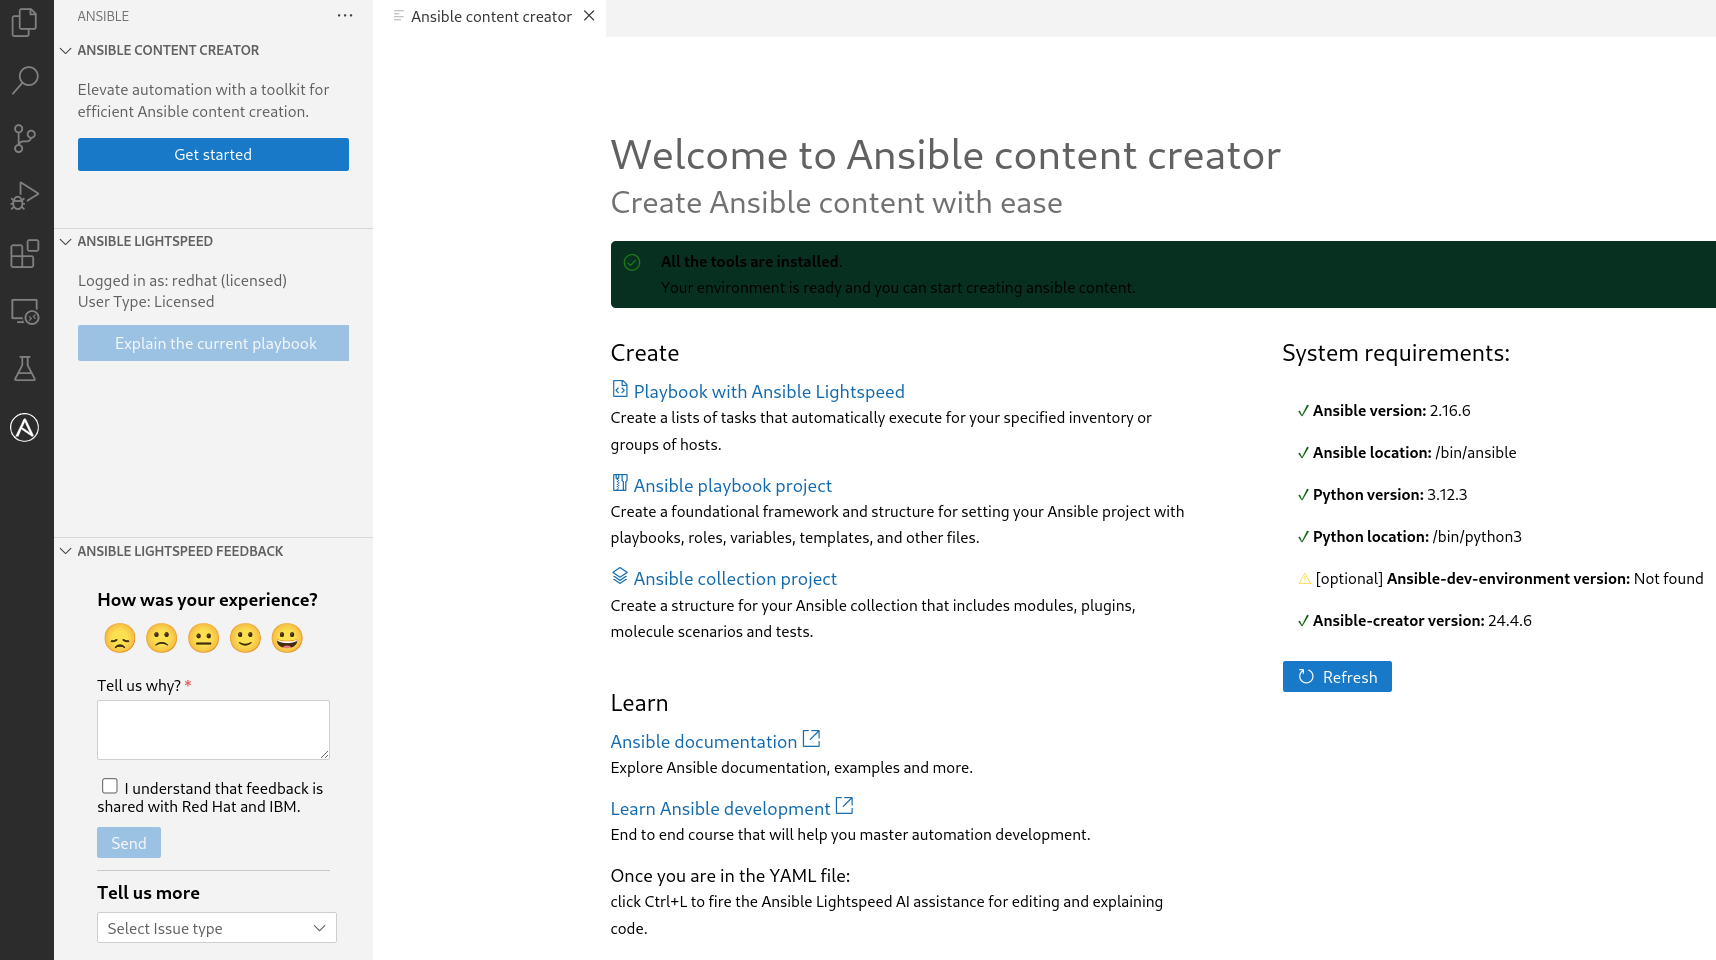 ANSIBLE
ANSIBLE CONTENT CREATOR
Elevate automation with a toolkit for
efficient Ansible content creation.
Get started
ANSIBLE LIGHTSPEED
Logged in as: redhat (licensed)
User Type: Licensed
Explain the current playbook
ANSIBLE LIGHTSPEED FEEDBACK
How was your experience?
Tell us why? *
I understand that feedback is
shared with Red Hat and IBM.
Send
Tell us more
Select Issue type
Ansible content creator
Welcome to Ansible content creator
Create Ansible content with ease
All the tools are installed.
Your environment is ready and you can start creating ansible content.
Create
Playbook with Ansible Lightspeed
Create a lists of tasks that automatically execute for your specified inventory or
groups of hosts.
Ansible playbook project
Create a foundational framework and structure for setting your Ansible project with
playbooks, roles, variables, templates, and other files.
Ansible collection project
Create a structure for your Ansible collection that includes modules, plugins,
molecule scenarios and tests.
Learn
Ansible documentation
Explore Ansible documentation, examples and more.
Learn Ansible development
End to end course that will help you master automation development.
Once you are in the YAML file:
click Ctrl+L to fire the Ansible Lightspeed AI assistance for editing and explaining
code.
System requirements:
✓ Ansible version: 2.16.6
✓ Ansible location: /bin/ansible
✓ Python version: 3.12.3
✓ Python location: /bin/python3
⚠ [optional] Ansible-dev-environment version: Not found
✓ Ansible-creator version: 24.4.6
Refresh